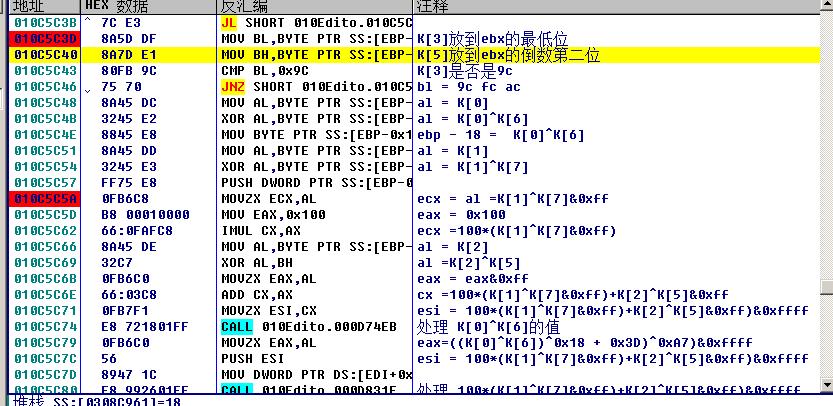 地址 HEX 数据 反汇编 注释
010C5C3B ^ 7C E3 JL SHORT 010Edito.010C5C
010C5C3D 8A5D DF MOV BL,BYTE PTR SS:[EBP- K[3]放到ebx的最低位
010C5C40 8A7D E1 MOV BH,BYTE PTR SS:[EBP- K[5]放到ebx的倒数第二位
010C5C43 80FB 9C CMP BL,0x9C K[3]是否是9c
010C5C46 75 70 JNZ SHORT 010Edito.010C5 bl = 9c fc ac
010C5C48 8A45 DC MOV AL,BYTE PTR SS:[EBP- al = K[0]
010C5C4B 3245 E2 XOR AL,BYTE PTR SS:[EBP- al = K[0]^K[6]
010C5C4E 8845 E8 MOV BYTE PTR SS:[EBP-0x1 ebp - 18 = K[0]^K[6]
010C5C51 8A45 DD MOV AL,BYTE PTR SS:[EBP- al = K[1]
010C5C54 3245 E3 XOR AL,BYTE PTR SS:[EBP- al = K[1]^K[7]
010C5C57 FF75 E8 PUSH DWORD PTR SS:[EBP-0
010C5C5A 0FB6C8 MOVZX ECX,AL ecx = al =K[1]^K[7]&0xff
010C5C5D B8 00010000 MOV EAX,0x100 eax = 0x100
010C5C62 66:0FAFC8 IMUL CX,AX ecx =100*(K[1]^K[7]&0xff)
010C5C66 8A45 DE MOV AL,BYTE PTR SS:[EBP- al = K[2]
010C5C69 32C7 XOR AL,BH al =K[2]^K[5]
010C5C6B 0FB6C0 MOVZX EAX,AL eax = eax&0xff
010C5C6E 66:03C8 ADD CX,AX cx =100*(K[1]^K[7]&0xff)+K[2]^K[5]&0xff
010C5C71 0FB7F1 MOVZX ESI,CX esi = 100*(K[1]^K[7]&0xff)+K[2]^K[5]&0xff)&0xffff
010C5C74 E8 721801FF CALL 010Edito.000D74EB 处理 K[0]^K[6]的值
010C5C79 0FB6C0 MOVZX EAX,AL eax=((K[0]^K[6])^0x18 + 0x3D)^0xA7)&0xffff
010C5C7C 56 PUSH ESI esi = 100*(K[1]^K[7]&0xff)+K[2]^K[5]&0xff)&0xffff
010C5C7D 8947 1C MOV DWORD PTR DS:[EDI+0x
010C5C80 E8 992601FF CALL 010Edito.000D831E 处理 100*(K[1]^K[7]&0xff)+K[2]^K[5]&0xff)&0xffff
堆栈 SS:[0308C961]=18